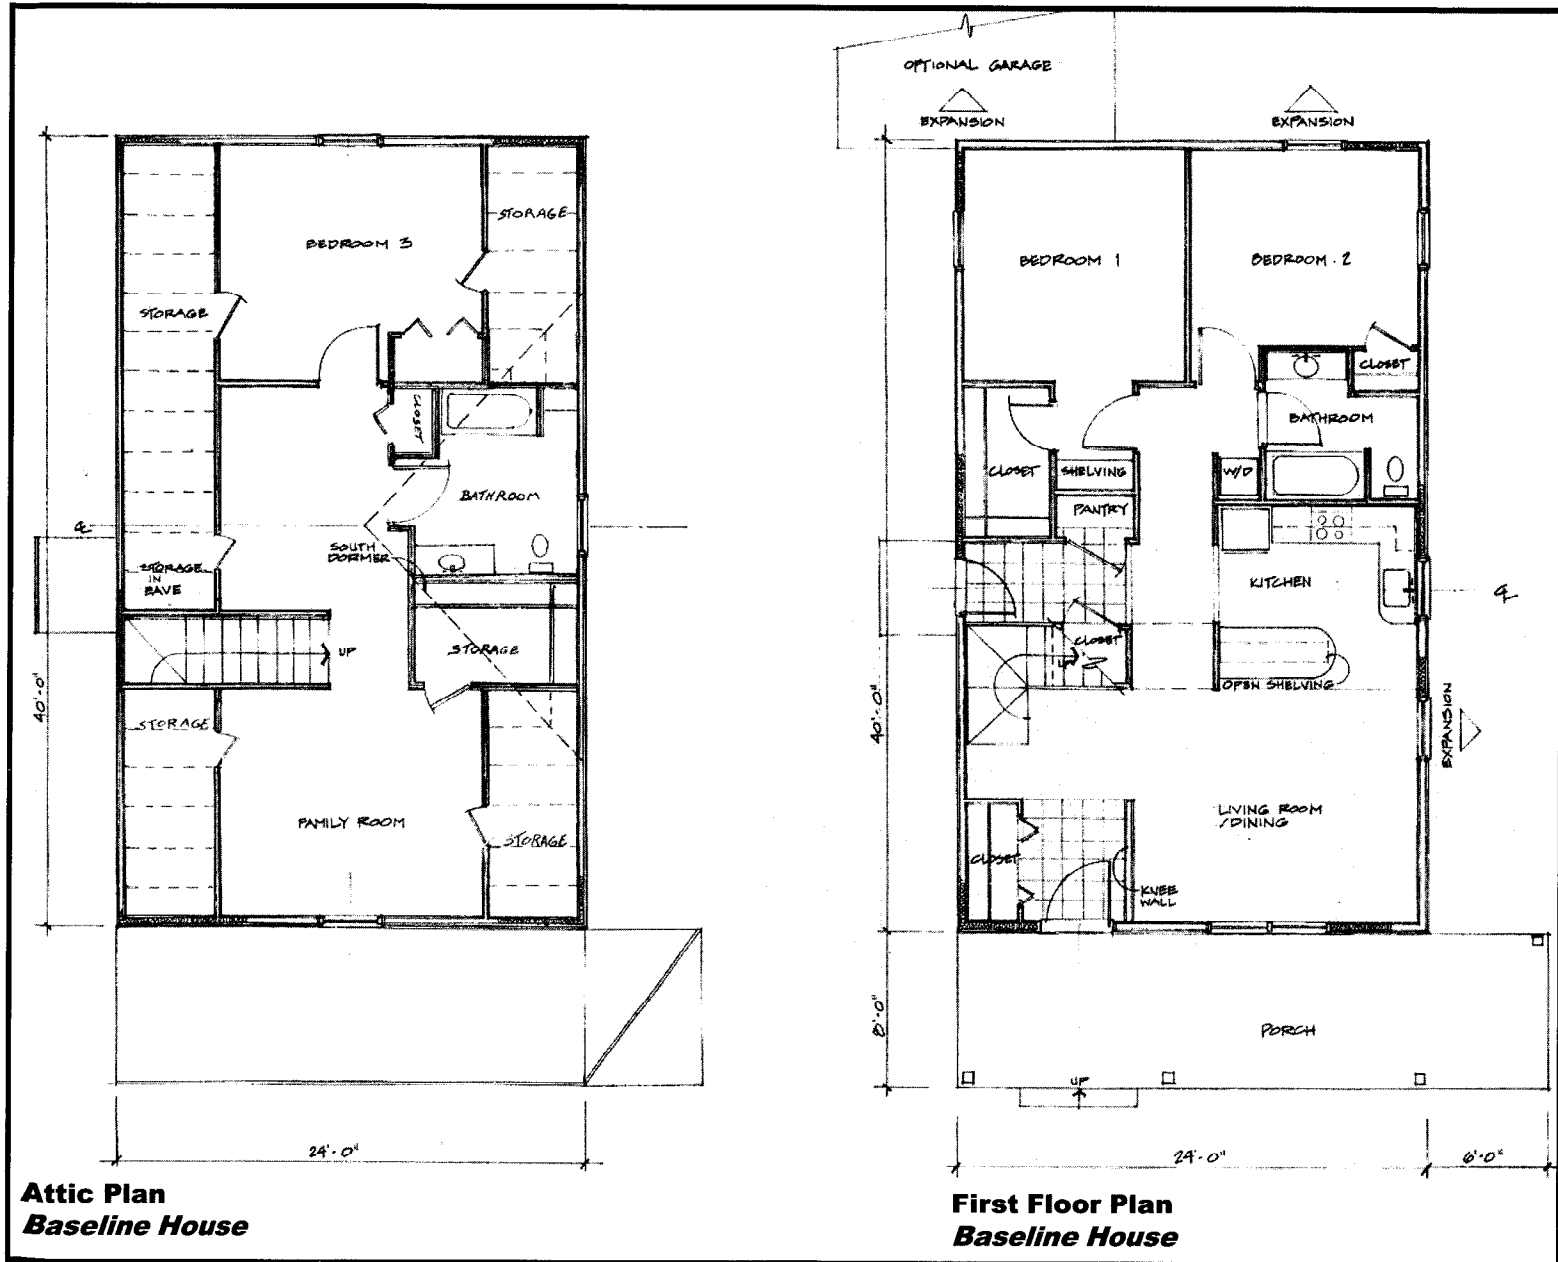 OPTIONAL GARAGE
EXPANSION
EXPANSION
STORAGE
BEDROOM 3
STORAGE
CLOSET
BATHROOM
SOUTH
DORMER
STORAGE
IN
EAVE
UP
STORAGE
40'-0"
STORAGE
FAMILY ROOM
STORAGE
24'-0"
Attic Plan
Baseline House
BEDROOM 1
BEDROOM 2
CLOSET
BATHROOM
CLOSET
SHELVING
W/D
PANTRY
KITCHEN
CLOSET
UP
OPEN SHELVING
40'-0"
EXPANSION
LIVING ROOM
/DINING
CLOSET
KNEE
WALL
8'-0"
PORCH
UP
24'-0"
6'-0"
First Floor Plan
Baseline House